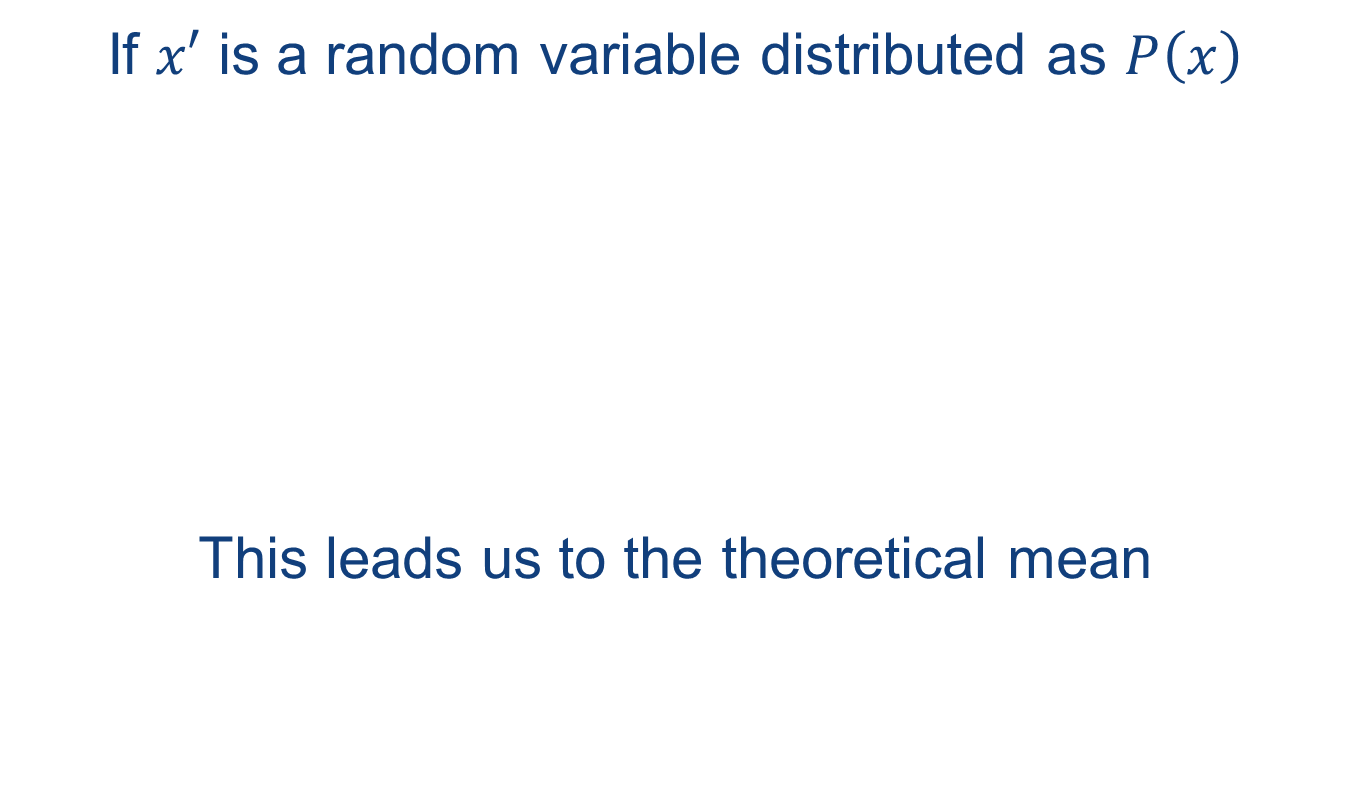 If 𝑥′ is a random variable distributed as 𝑃(𝑥)
This leads us to the theoretical mean